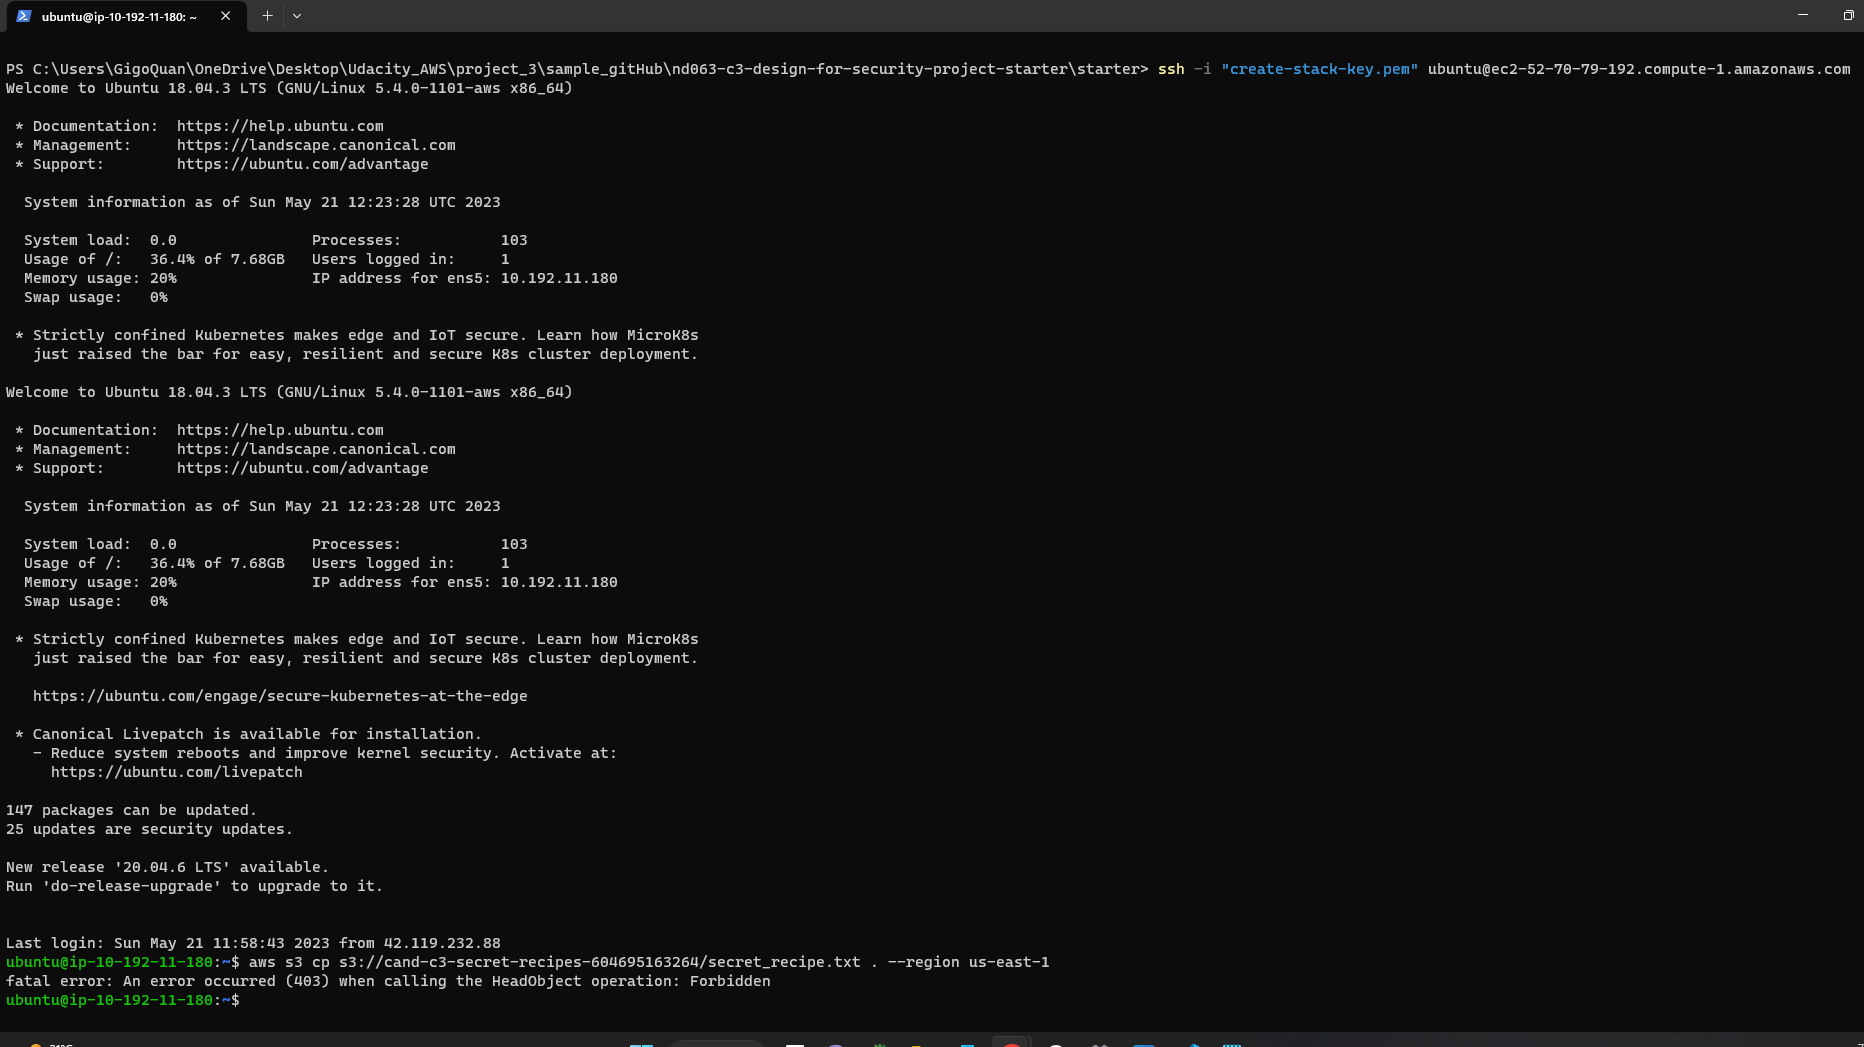 ubuntu@ip-10-192-11-180: ~
PS C:\Users\GigoQuan\OneDrive\Desktop\Udacity_AWS\project_3\sample_gitHub\nd063-c3-design-for-security-project-starter\starter> ssh -i "create-stack-key.pem" ubuntu@ec2-52-70-79-192.compute-1.amazonaws.com
Welcome to Ubuntu 18.04.3 LTS (GNU/Linux 5.4.0-1101-aws x86_64)
* Documentation:  https://help.ubuntu.com
* Management:     https://landscape.canonical.com
* Support:        https://ubuntu.com/advantage
System information as of Sun May 21 12:23:28 UTC 2023
System load:  0.0               Processes:           103
Usage of /:   36.4% of 7.68GB   Users logged in:     1
Memory usage: 20%               IP address for ens5: 10.192.11.180
Swap usage:   0%
* Strictly confined Kubernetes makes edge and IoT secure. Learn how MicroK8s
just raised the bar for easy, resilient and secure K8s cluster deployment.
Welcome to Ubuntu 18.04.3 LTS (GNU/Linux 5.4.0-1101-aws x86_64)
* Documentation:  https://help.ubuntu.com
* Management:     https://landscape.canonical.com
* Support:        https://ubuntu.com/advantage
System information as of Sun May 21 12:23:28 UTC 2023
System load:  0.0               Processes:           103
Usage of /:   36.4% of 7.68GB   Users logged in:     1
Memory usage: 20%               IP address for ens5: 10.192.11.180
Swap usage:   0%
* Strictly confined Kubernetes makes edge and IoT secure. Learn how MicroK8s
just raised the bar for easy, resilient and secure K8s cluster deployment.
https://ubuntu.com/engage/secure-kubernetes-at-the-edge
* Canonical Livepatch is available for installation.
- Reduce system reboots and improve kernel security. Activate at:
https://ubuntu.com/livepatch
147 packages can be updated.
25 updates are security updates.
New release '20.04.6 LTS' available.
Run 'do-release-upgrade' to upgrade to it.
Last login: Sun May 21 11:58:43 2023 from 42.119.232.88
ubuntu@ip-10-192-11-180:~$ aws s3 cp s3://cand-c3-secret-recipes-604695163264/secret_recipe.txt . --region us-east-1
fatal error: An error occurred (403) when calling the HeadObject operation: Forbidden
ubuntu@ip-10-192-11-180:~$